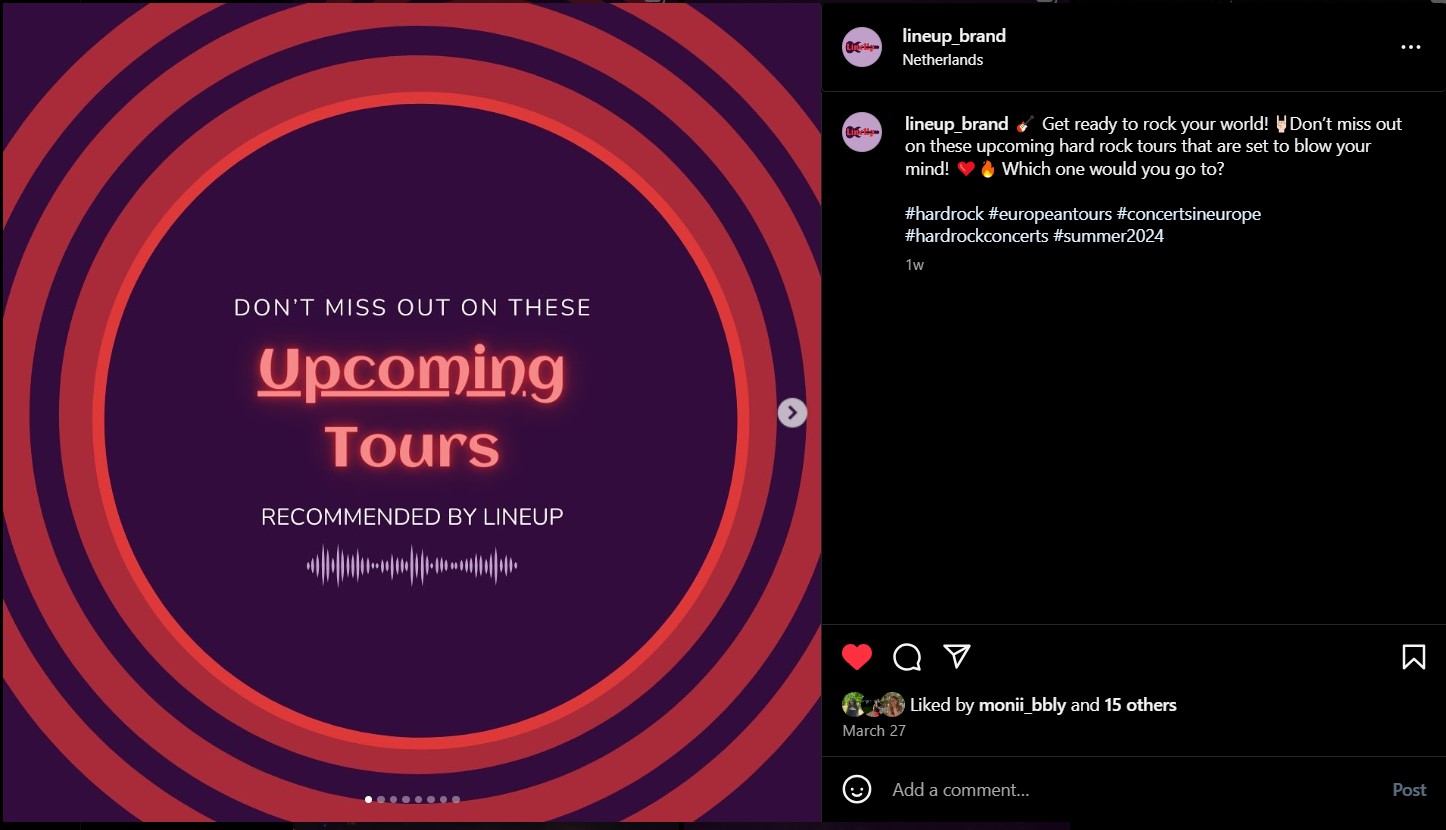 DON'T MISS OUT ON THESE
Upcoming
Tours
RECOMMENDED BY LINEUP
lineup_brand
Netherlands
lineup_brand 🎸 Get ready to rock your world! 🤘🏻Don't miss out
on these upcoming hard rock tours that are set to blow your
mind! ❤️🔥 Which one would you go to?
#hardrock #europeantours #concertsineurope
#hardrockconcerts #summer2024
1w
Liked by monii_bbly and 15 others
March 27
Add a comment...
Post